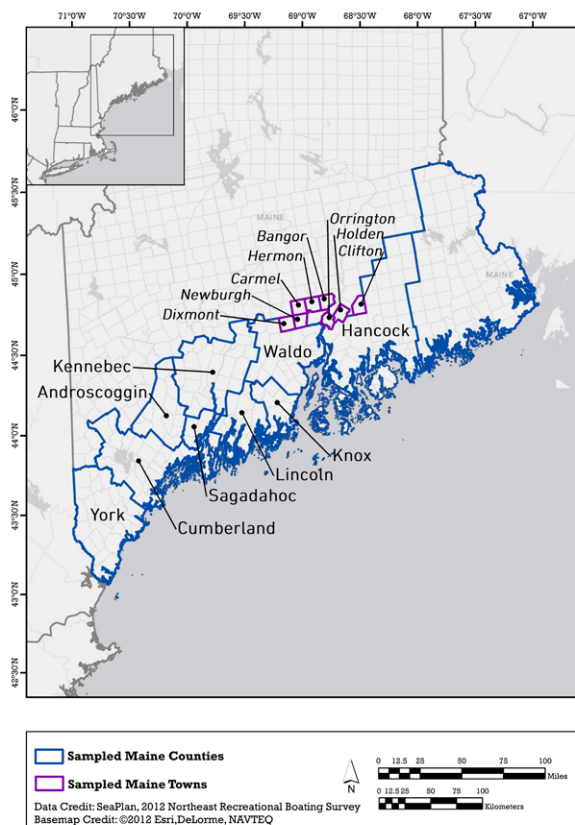 71°0'W 70°30'W 70°0'W 69°30'W 69°0'W 68°30'W 68°0'W 67°30'W 67°0'W
46°0'N
45°30'N
45°0'N
44°30'N
44°0'N
43°30'N
43°0'N
42°30'N
MAINE
MAINE
Orrington
Holden
Clifton
Bangor
Hermon
Carmel
Newburgh
Dixmont
Hancock
Waldo
Kennebec
Androscoggin
Knox
Lincoln
Sagadahoc
York
Cumberland
Sampled Maine Counties
Sampled Maine Towns
Data Credit: SeaPlan, 2012 Northeast Recreational Boating Survey
Basemap Credit: ©2012 Esri,DeLorme, NAVTEQ
N
0 12.5 25 50 75 100
Miles
0 12.5 25 50 75 100
Kilometers